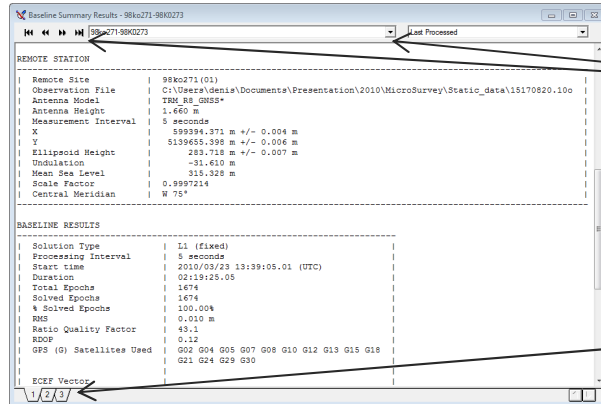 Baseline Summary Results - 98ko271-98K0273
98ko271-98K0273 Last Processed
REMOTE STATION
Remote Site 98ko271(01)
Observation File C:\Users\denis\Documents\Presentation\2010\MicroSurvey\Static_data\15170820.10o
Antenna Model TRM_R8_GNSS*
Antenna Height 1.660 m
Measurement Interval 5 seconds
X 599394.371 m +/- 0.004 m
Y 5139655.398 m +/- 0.006 m
Ellipsoid Height 283.718 m +/- 0.007 m
Undulation -31.610 m
Mean Sea Level 315.328 m
Scale Factor 0.9997214
Central Meridian W 75°
BASELINE RESULTS
Solution Type L1 (fixed)
Processing Interval 5 seconds
Start time 2010/03/23 13:39:05.01 (UTC)
Duration 02:19:25.05
Total Epochs 1674
Solved Epochs 1674
% Solved Epochs 100.00%
RMS 0.010 m
Ratio Quality Factor 43.1
RDOP 0.12
GPS (G) Satellites Used G02 G04 G05 G07 G08 G10 G12 G13 G15 G18
G21 G24 G29 G30
ECEF Vector
1 2 3